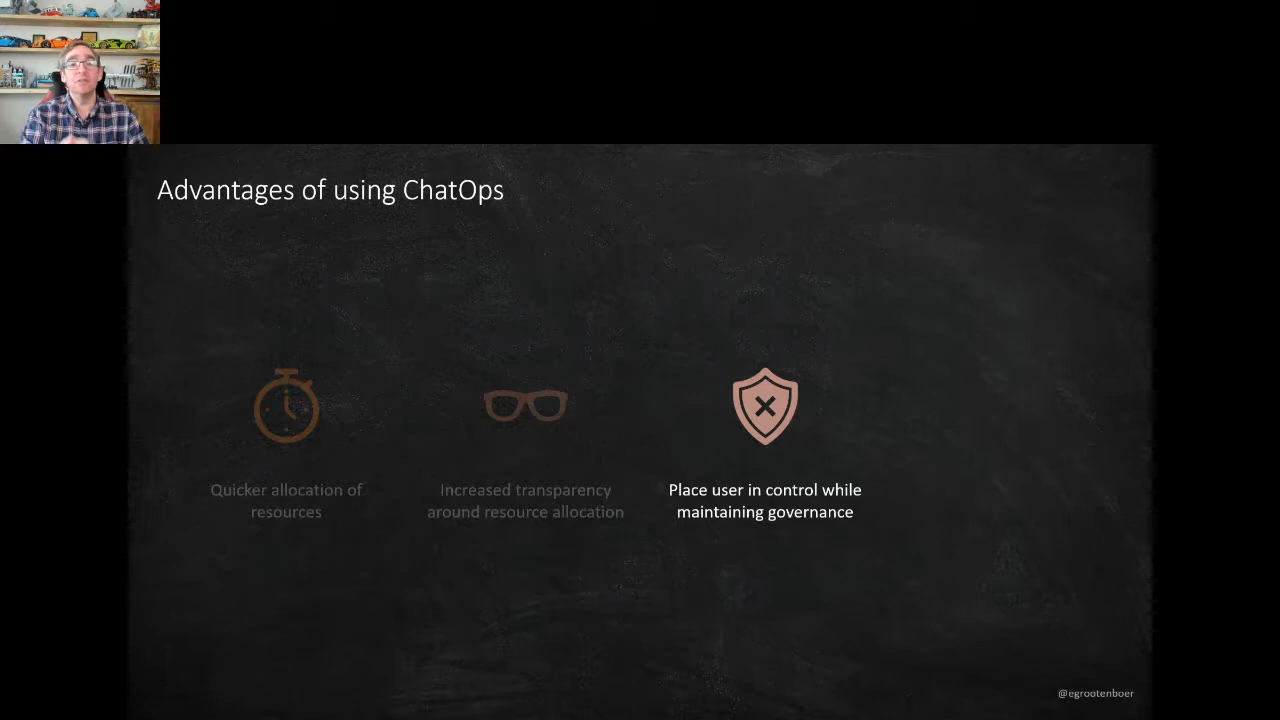 Advantages of using ChatOps
Quicker allocation of
resources
Increased transparency
around resource allocation
Place user in control while
maintaining governance
@egrootenboer